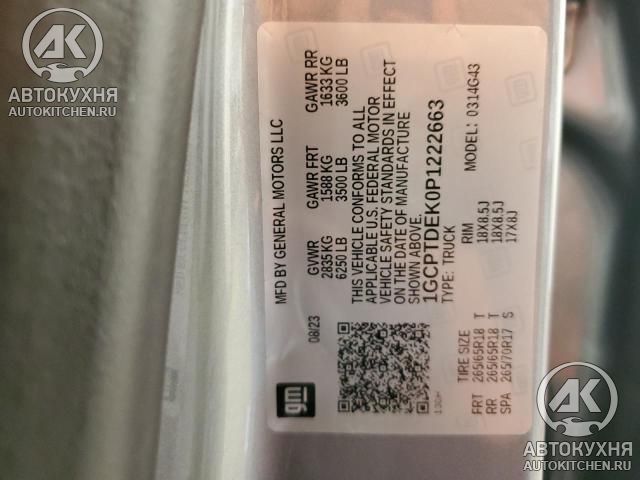 AK
АВТОКУХНЯ
AUTOKITCHEN.RU
MFD BY GENERAL MOTORS LLC
08/23
GVWR GAWR FRT GAWR RR
2835 KG 1588 KG 1633 KG
6250 LB 3500 LB 3600 LB
THIS VEHICLE CONFORMS TO ALL
APPLICABLE U.S. FEDERAL MOTOR
VEHICLE SAFETY STANDARDS IN EFFECT
ON THE DATE OF MANUFACTURE
SHOWN ABOVE.
1GCPTDEK0P1222663
TYPE: TRUCK MODEL: 0314G43
TIRE SIZE RIM
FRT 265/65R18 T 18X8.5J
RR 265/65R18 T 18X8.5J
SPA 265/70R17 S 17X8J
gm
AK
АВТОКУХНЯ
AUTOKITCHEN.RU